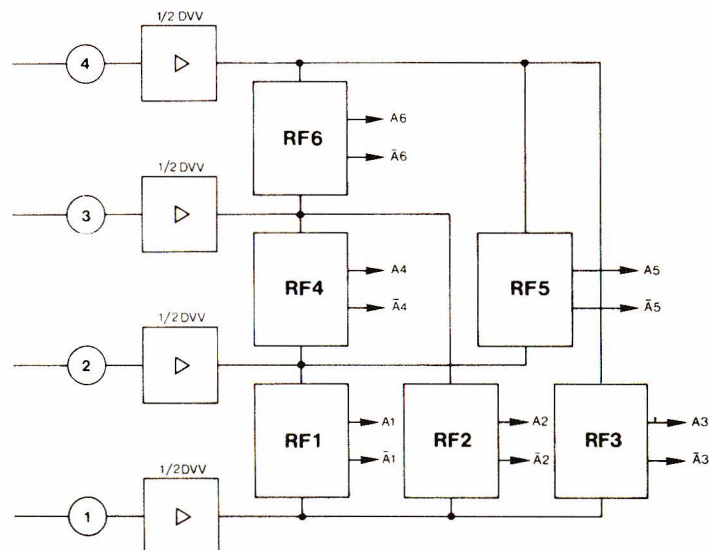 1/2 DVV
4
RF6
A6
Ā6
1/2 DVV
3
RF4
A4
Ā4
RF5
A5
Ā5
1/2 DVV
2
RF1
A1
Ā1
RF2
A2
Ā2
RF3
A3
Ā3
1/2 DVV
1